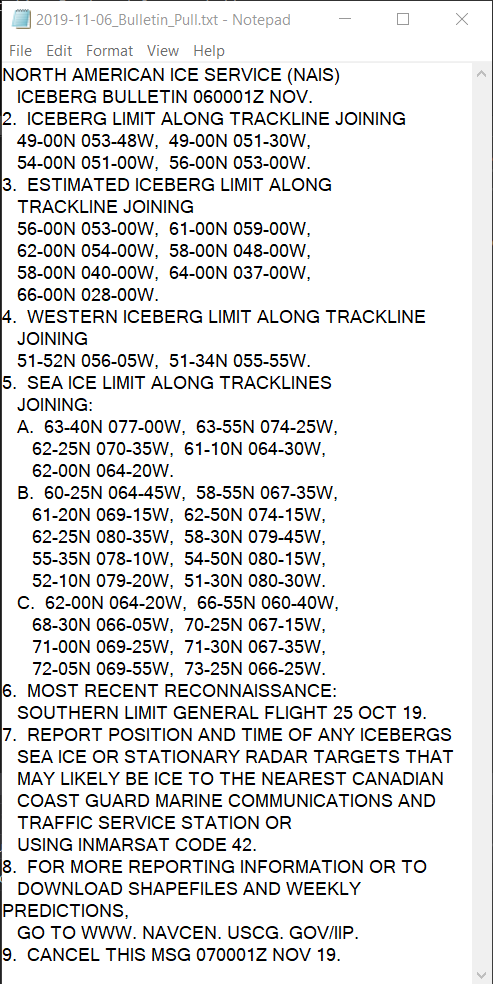 2019-11-06_Bulletin_Pull.txt - Notepad
File Edit Format View Help
NORTH AMERICAN ICE SERVICE (NAIS)
ICEBERG BULLETIN 060001Z NOV.
2. ICEBERG LIMIT ALONG TRACKLINE JOINING
49-00N 053-48W, 49-00N 051-30W,
54-00N 051-00W, 56-00N 053-00W.
3. ESTIMATED ICEBERG LIMIT ALONG
TRACKLINE JOINING
56-00N 053-00W, 61-00N 059-00W,
62-00N 054-00W, 58-00N 048-00W,
58-00N 040-00W, 64-00N 037-00W,
66-00N 028-00W.
4. WESTERN ICEBERG LIMIT ALONG TRACKLINE
JOINING
51-52N 056-05W, 51-34N 055-55W.
5. SEA ICE LIMIT ALONG TRACKLINES
JOINING:
A. 63-40N 077-00W, 63-55N 074-25W,
62-25N 070-35W, 61-10N 064-30W,
62-00N 064-20W.
B. 60-25N 064-45W, 58-55N 067-35W,
61-20N 069-15W, 62-50N 074-15W,
62-25N 080-35W, 58-30N 079-45W,
55-35N 078-10W, 54-50N 080-15W,
52-10N 079-20W, 51-30N 080-30W.
C. 62-00N 064-20W, 66-55N 060-40W,
68-30N 066-05W, 70-25N 067-15W,
71-00N 069-25W, 71-30N 067-35W,
72-05N 069-55W, 73-25N 066-25W.
6. MOST RECENT RECONNAISSANCE:
SOUTHERN LIMIT GENERAL FLIGHT 25 OCT 19.
7. REPORT POSITION AND TIME OF ANY ICEBERGS
SEA ICE OR STATIONARY RADAR TARGETS THAT
MAY LIKELY BE ICE TO THE NEAREST CANADIAN
COAST GUARD MARINE COMMUNICATIONS AND
TRAFFIC SERVICE STATION OR
USING INMARSAT CODE 42.
8. FOR MORE REPORTING INFORMATION OR TO
DOWNLOAD SHAPEFILES AND WEEKLY
PREDICTIONS,
GO TO WWW. NAVCEN. USCG. GOV/IIP.
9. CANCEL THIS MSG 070001Z NOV 19.